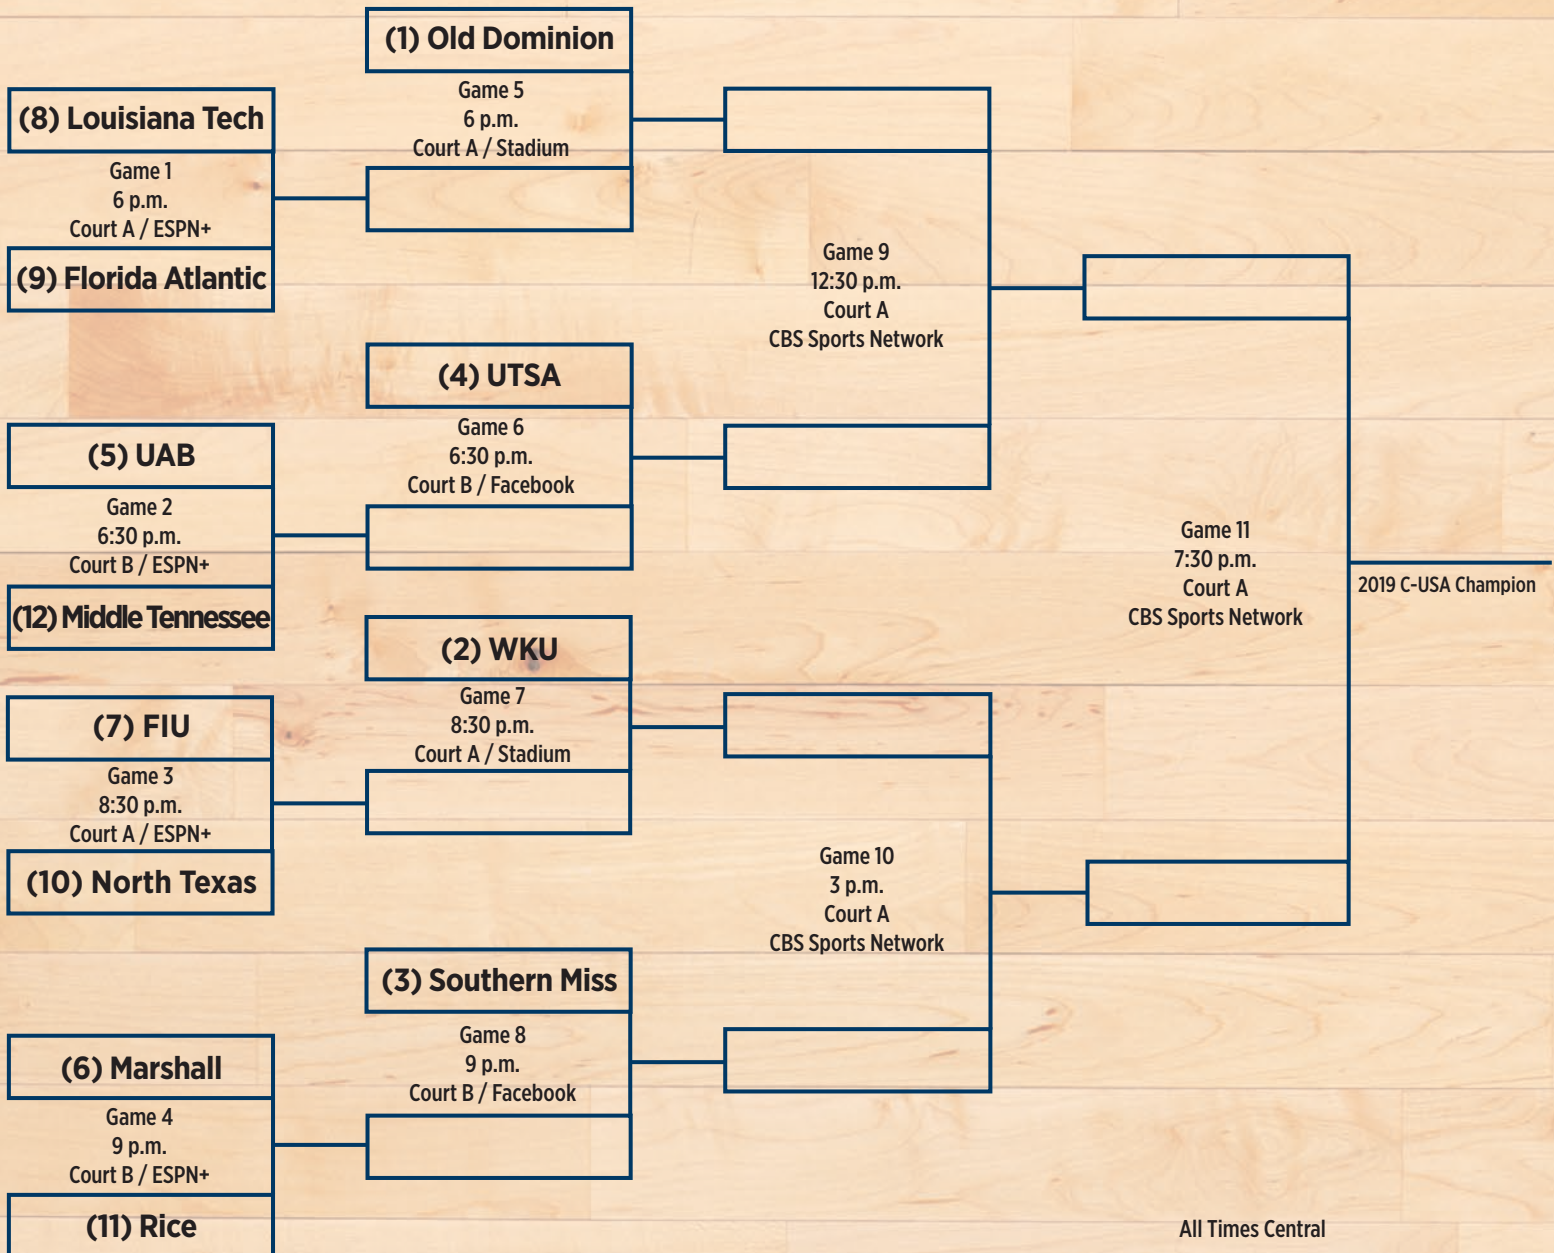 (1) Old Dominion
Game 5
6 p.m.
Court A / Stadium
(8) Louisiana Tech
Game 1
6 p.m.
Court A / ESPN+
(9) Florida Atlantic
Game 9
12:30 p.m.
Court A
CBS Sports Network
(4) UTSA
Game 6
6:30 p.m.
Court B / Facebook
(5) UAB
Game 2
6:30 p.m.
Court B / ESPN+
(12) Middle Tennessee
Game 11
7:30 p.m.
Court A
CBS Sports Network
2019 C-USA Champion
(2) WKU
Game 7
8:30 p.m.
Court A / Stadium
(7) FIU
Game 3
8:30 p.m.
Court A / ESPN+
(10) North Texas
Game 10
3 p.m.
Court A
CBS Sports Network
(3) Southern Miss
Game 8
9 p.m.
Court B / Facebook
(6) Marshall
Game 4
9 p.m.
Court B / ESPN+
(11) Rice
All Times Central